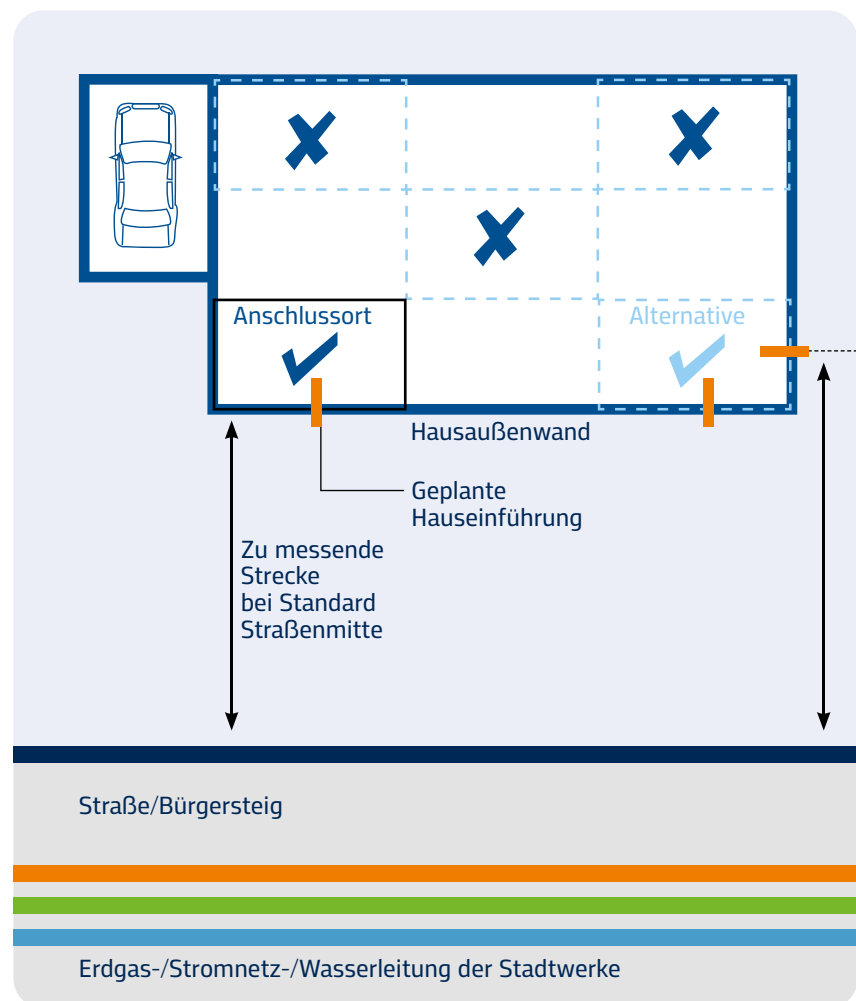 Anschlussort
Alternative
Hausaußenwand
Geplante
Hauseinführung
Zu messende
Strecke
bei Standard
Straßenmitte
Straße/Bürgersteig
Erdgas-/Stromnetz-/Wasserleitung der Stadtwerke